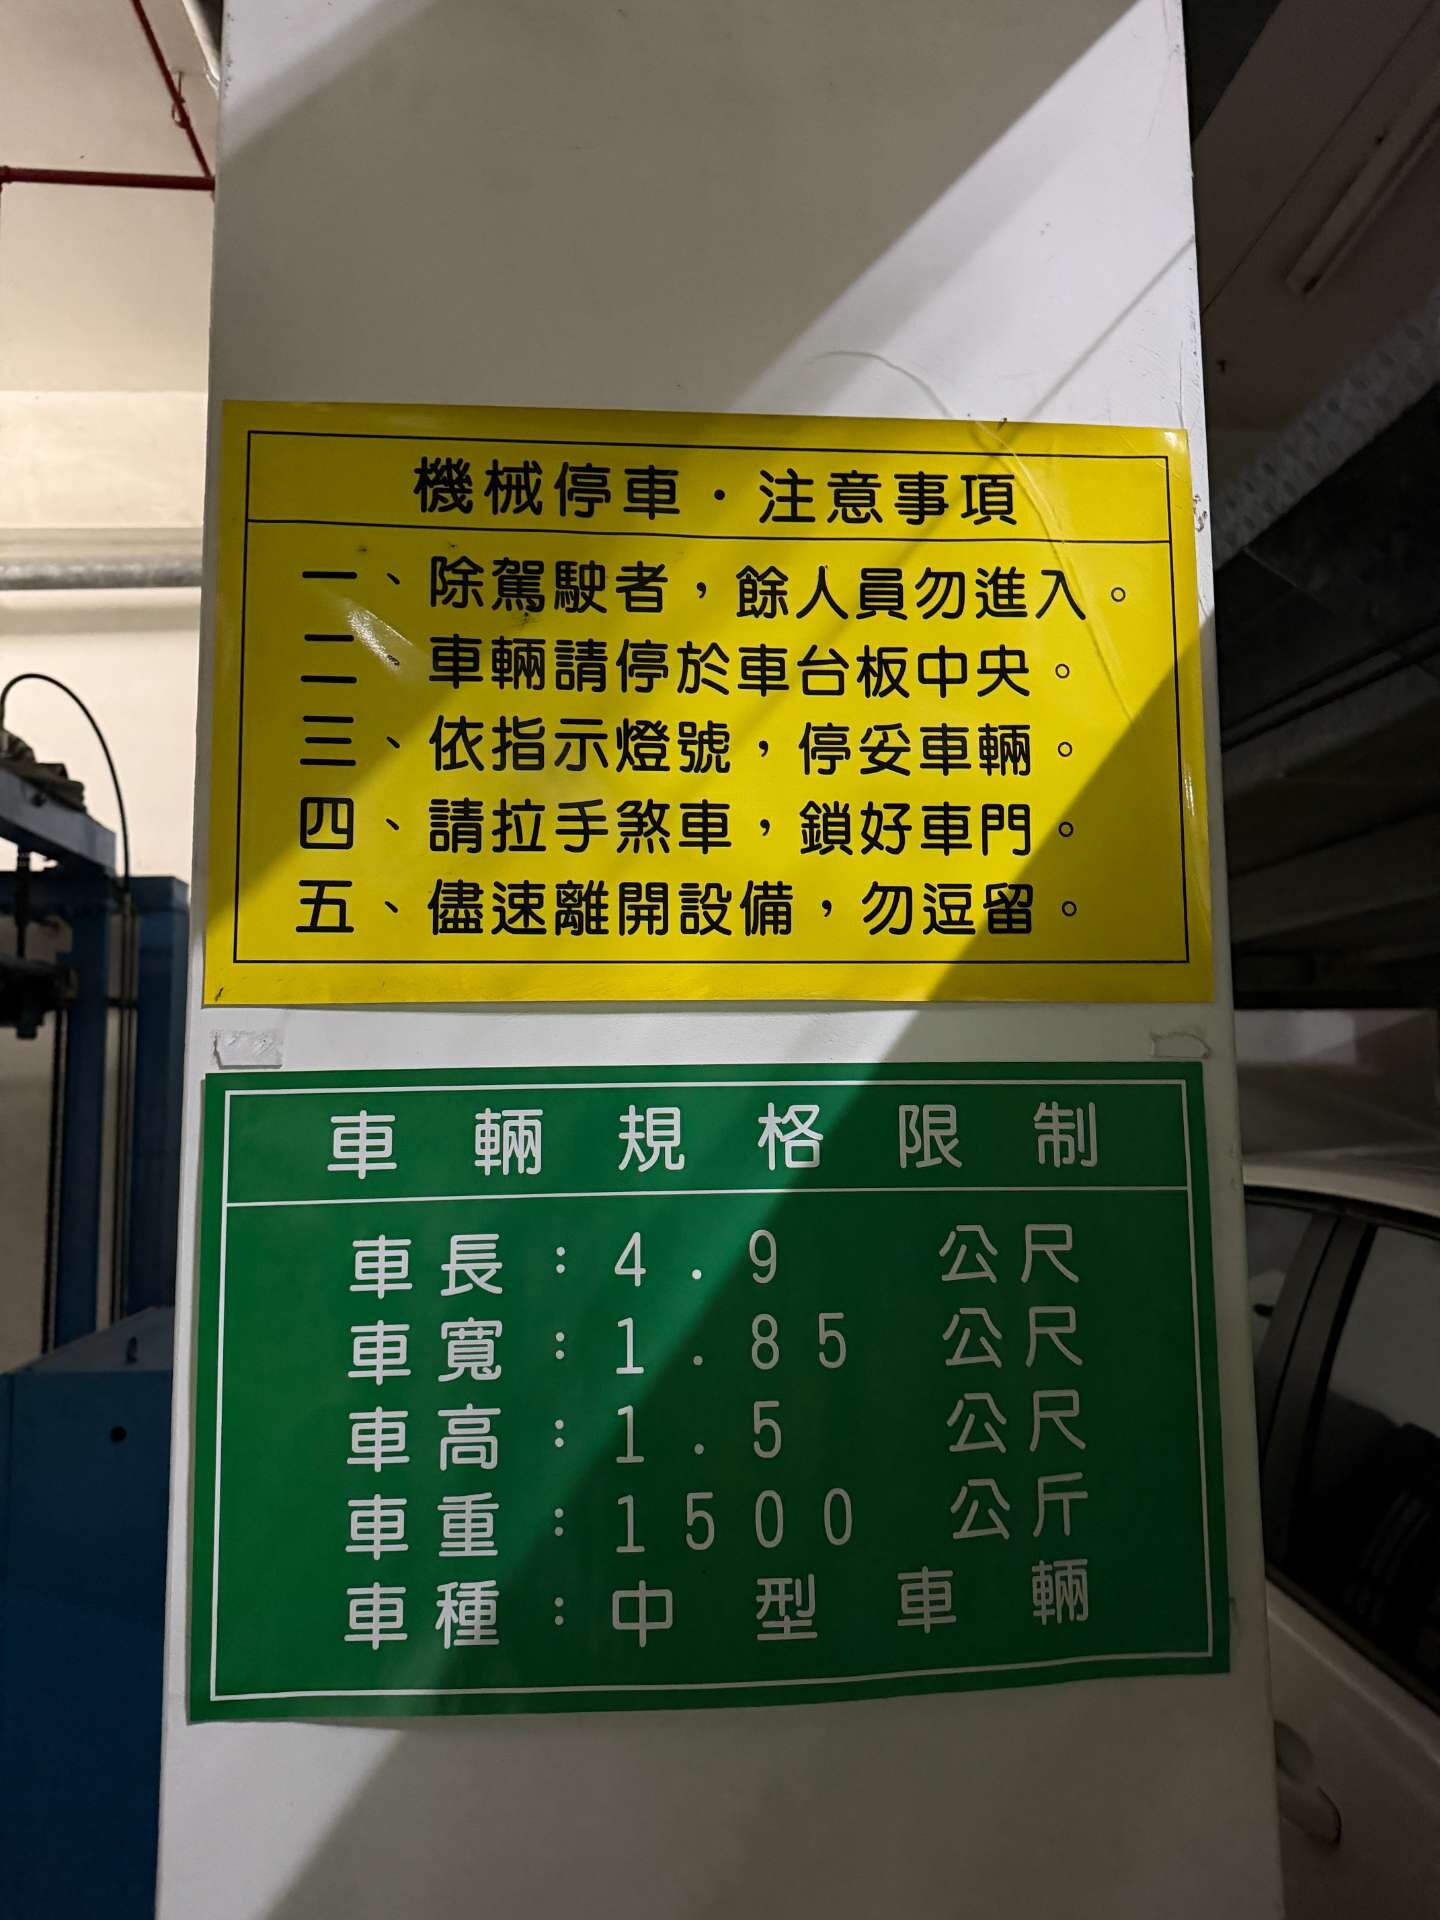 機械停車·注意事項
一、除駕駛者，餘人員勿進入。
二、車輛請停於車台板中央。
三、依指示燈號，停妥車輛。
四、請拉手煞車，鎖好車門。
五、儘速離開設備，勿逗留。
車輛規格限制
車長：4.9 公尺
車寬：1.85 公尺
車高：1.5 公尺
車重：1500 公斤
車種：中型車輛